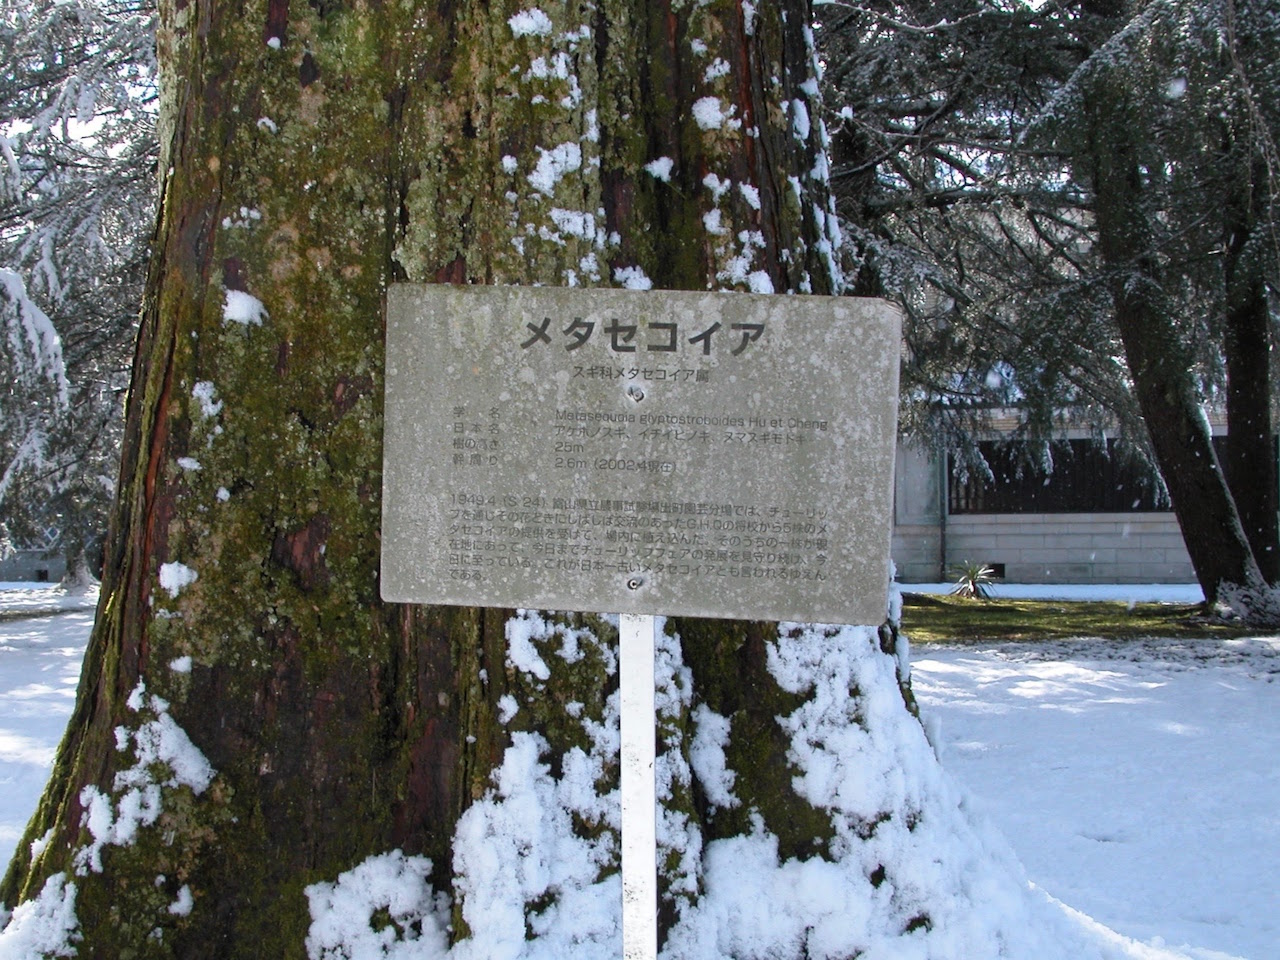 メタセコイア
スギ科メタセコイア属
学 名 Metasequoia glyptostroboides Hu et Cheng
日本名 アケボノスギ、イチイヒノキ、ヌマスギモドキ
樹の高さ 25m
幹周り 2.6m (2002.4現在)
1949.4 (S 24) 富山県立農事試験場出町園芸分場では、チューリッ
プを通じその花どきにしばしば交流のあったG.H.Qの将校から5株のメ
タセコイアの提供を受けて、場内に植え込んだ。そのうちの一株が現
在地にあって、今日までチューリップフェアの発展を見守り続け、今
日に至っている。これが日本一古いメタセコイアとも言われるゆえん
である。